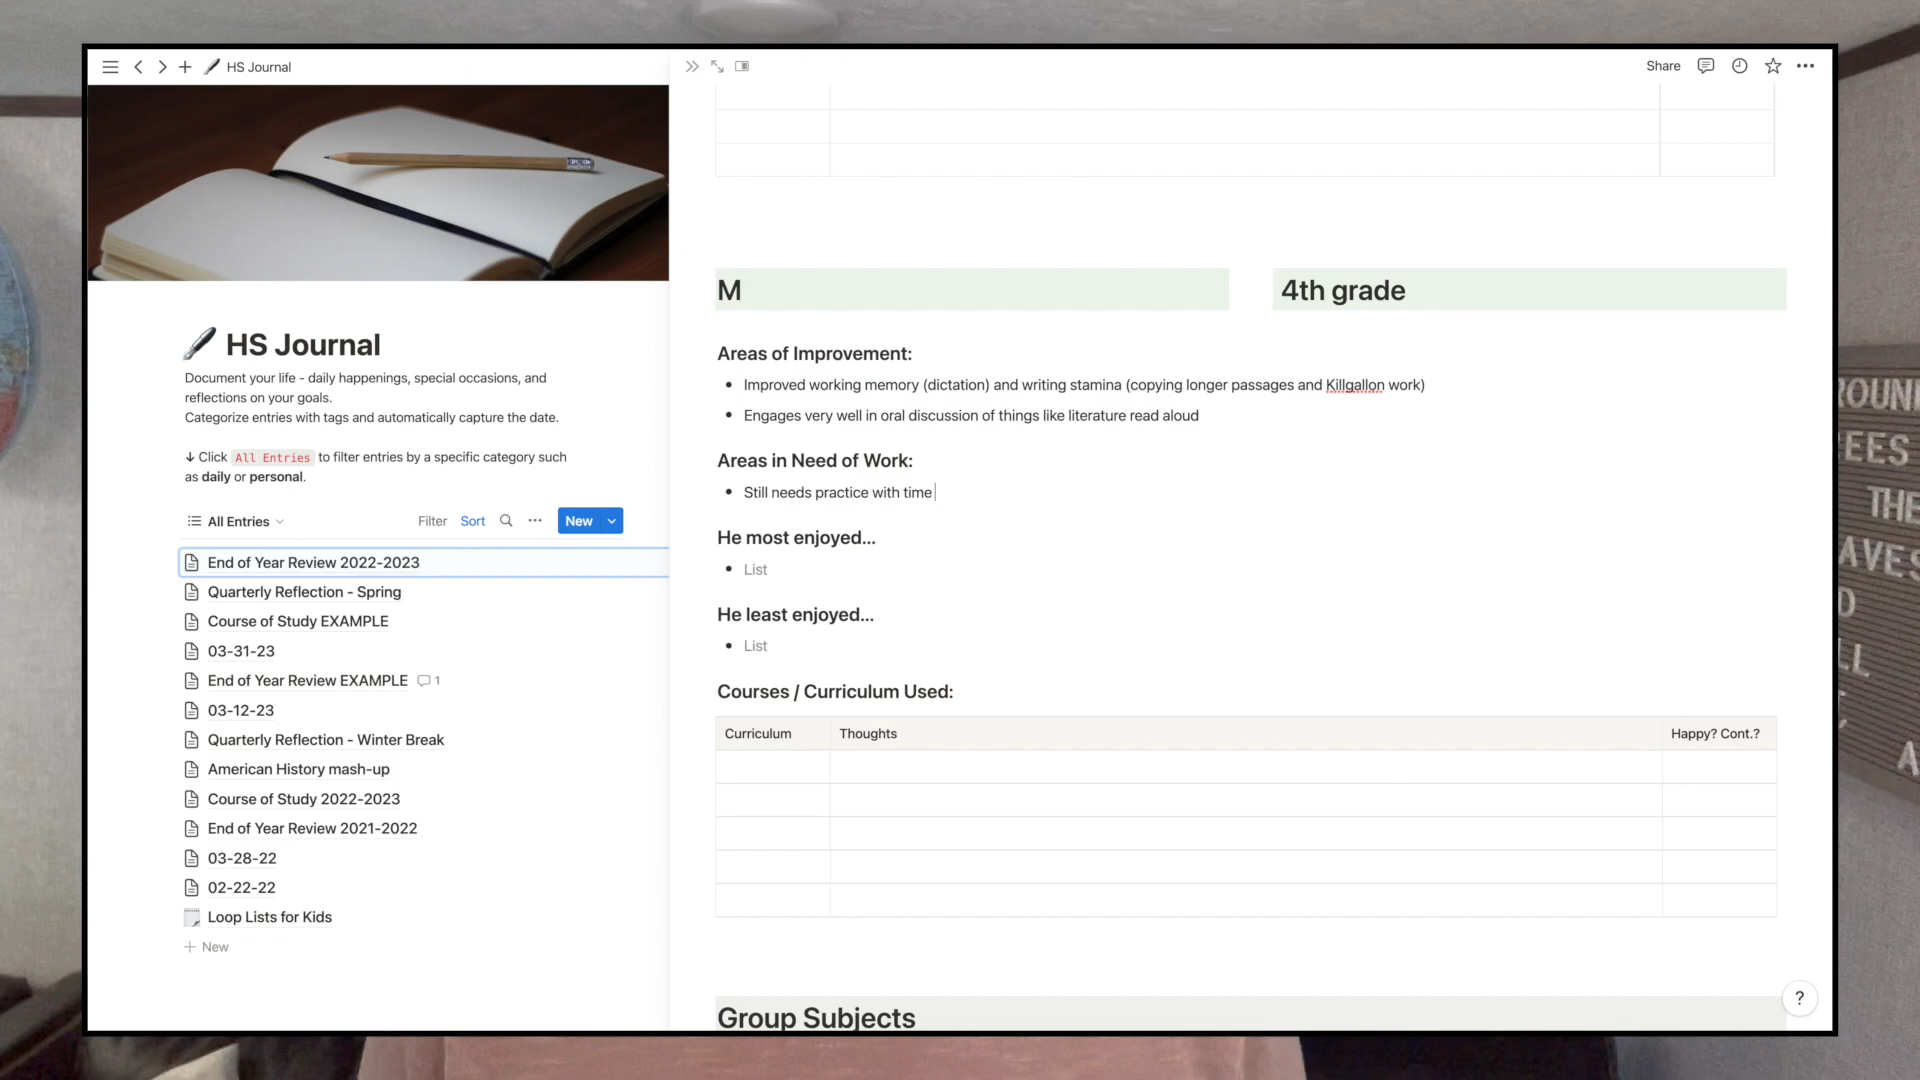 HS Journal
Share
HS Journal
Document your life - daily happenings, special occasions, and
reflections on your goals.
Categorize entries with tags and automatically capture the date.
↓ Click All Entries to filter entries by a specific category such
as daily or personal.
All Entries
Filter
Sort
New
End of Year Review 2022-2023
Quarterly Reflection - Spring
Course of Study EXAMPLE
03-31-23
End of Year Review EXAMPLE 1
03-12-23
Quarterly Reflection - Winter Break
American History mash-up
Course of Study 2022-2023
End of Year Review 2021-2022
03-28-22
02-22-22
Loop Lists for Kids
+ New
M
4th grade
Areas of Improvement:
• Improved working memory (dictation) and writing stamina (copying longer passages and Killgallon work)
• Engages very well in oral discussion of things like literature read aloud
Areas in Need of Work:
• Still needs practice with time
He most enjoyed...
• List
He least enjoyed...
• List
Courses / Curriculum Used:
Curriculum Thoughts Happy? Cont.?
Group Subjects
?
THE